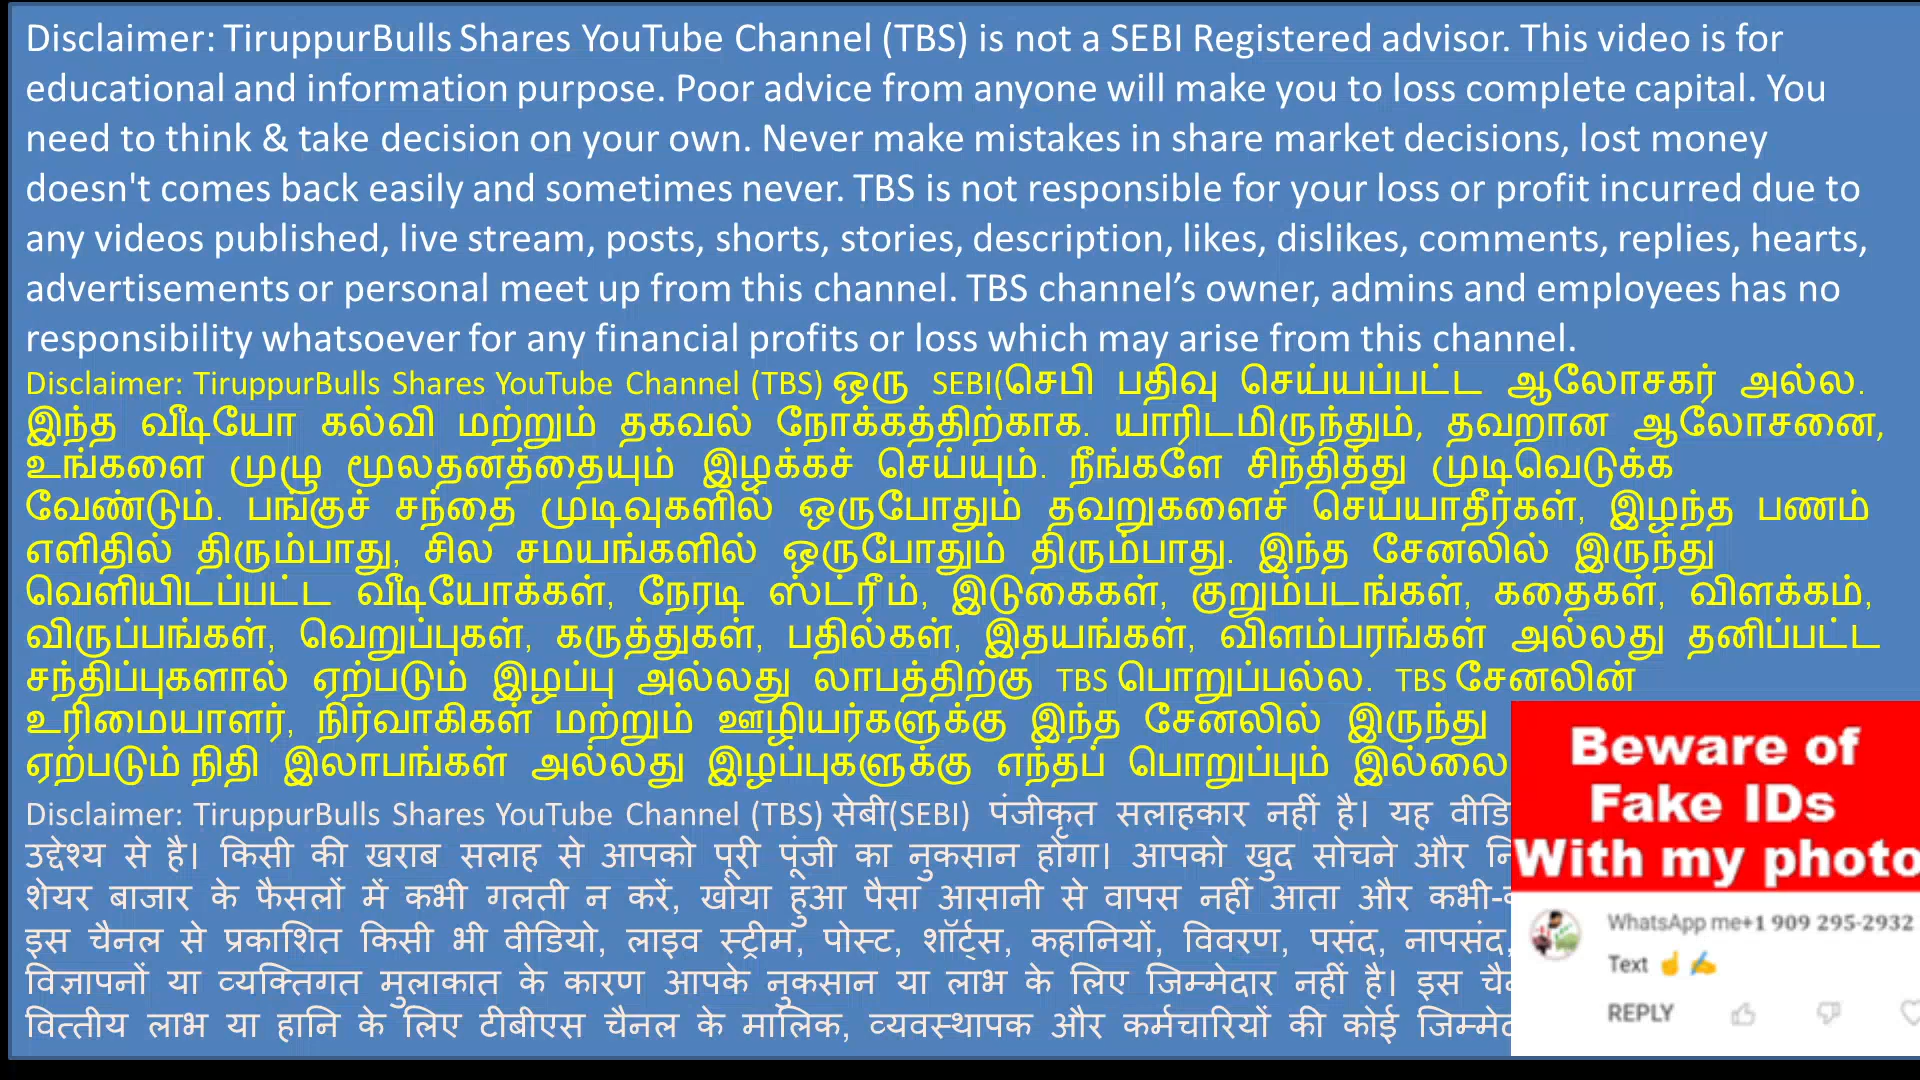 Disclaimer: TiruppurBulls Shares YouTube Channel (TBS) is not a SEBI Registered advisor. This video is for
educational and information purpose. Poor advice from anyone will make you to loss complete capital. You
need to think & take decision on your own. Never make mistakes in share market decisions, lost money
doesn't comes back easily and sometimes never. TBS is not responsible for your loss or profit incurred due to
any videos published, live stream, posts, shorts, stories, description, likes, dislikes, comments, replies, hearts,
advertisements or personal meet up from this channel. TBS channel’s owner, admins and employees has no
responsibility whatsoever for any financial profits or loss which may arise from this channel.
Disclaimer: TiruppurBulls Shares YouTube Channel (TBS) ஒரு SEBI(செபி பதிவு செய்யப்பட்ட ஆலோசகர் அல்ல.
இந்த வீடியோ கல்வி மற்றும் தகவல் நோக்கத்திற்காக. யாரிடமிருந்தும், தவறான ஆலோசனை,
உங்களை முழு மூலதனத்தையும் இழக்கச் செய்யும். நீங்களே சிந்தித்து முடிவெடுக்க
வேண்டும். பங்குச் சந்தை முடிவுகளில் ஒருபோதும் தவறுகளைச் செய்யாதீர்கள், இழந்த பணம்
எளிதில் திரும்பாது, சில சமயங்களில் ஒருபோதும் திரும்பாது. இந்த சேனலில் இருந்து
வெளியிடப்பட்ட வீடியோக்கள், நேரடி ஸ்ட்ரீம், இடுகைகள், குறும்படங்கள், கதைகள், விளக்கம்,
விருப்பங்கள், வெறுப்புகள், கருத்துகள், பதில்கள், இதயங்கள், விளம்பரங்கள் அல்லது தனிப்பட்ட
சந்திப்புகளால் ஏற்படும் இழப்பு அல்லது லாபத்திற்கு TBS பொறுப்பல்ல. TBS சேனலின்
உரிமையாளர், நிர்வாகிகள் மற்றும் ஊழியர்களுக்கு இந்த சேனலில் இருந்து
ஏற்படும் நிதி இலாபங்கள் அல்லது இழப்புகளுக்கு எந்தப் பொறுப்பும் இல்லை
Disclaimer: TiruppurBulls Shares YouTube Channel (TBS) सेबी(SEBI) पंजीकृत सलाहकार नहीं है। यह
उद्देश्य से है। किसी की खराब सलाह से आपको पूरी पूंजी का नुकसान होगा। आपको खुद सोचने और
शेयर बाजार के फैसलों में कभी गलती न करें, खोया हुआ पैसा आसानी से वापस नहीं आता और
इस चैनल से प्रकाशित किसी भी वीडियो, लाइव स्ट्रीम, पोस्ट, शॉर्ट्स, कहानियों, विवरण, पसंद, नापसंद,
विज्ञापनों या व्यक्तिगत मुलाकात के कारण आपके नुकसान या लाभ के लिए जिम्मेदार नहीं है। इस
वित्तीय लाभ या हानि के लिए टीबीएस चैनल के मालिक, व्यवस्थापक और कर्मचारियों की कोई
Beware of
Fake IDs
With my photo
WhatsApp me+1 909 295-2932
Text ☝️✍️
REPLY